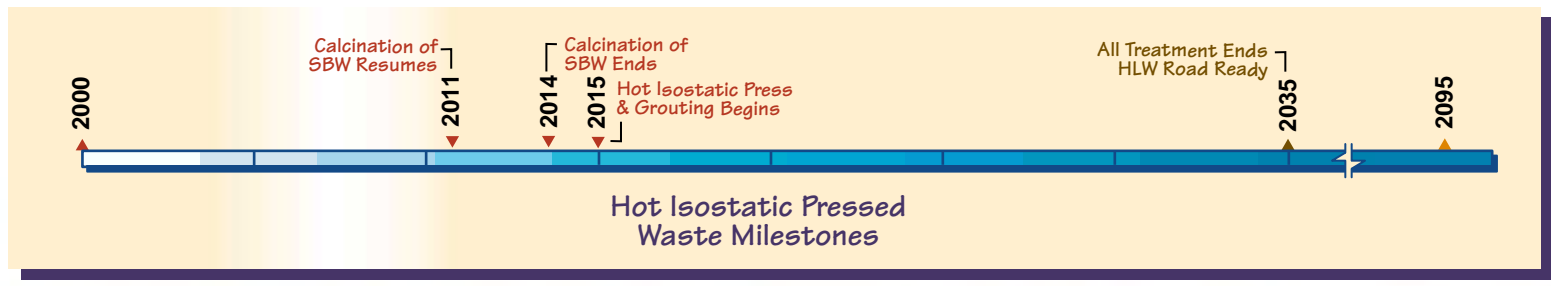 2000
Calcination of
SBW Resumes
2011
2014
Calcination of
SBW Ends
2015
Hot Isostatic Press
& Grouting Begins
All Treatment Ends
HLW Road Ready
2035
2095
Hot Isostatic Pressed
Waste Milestones